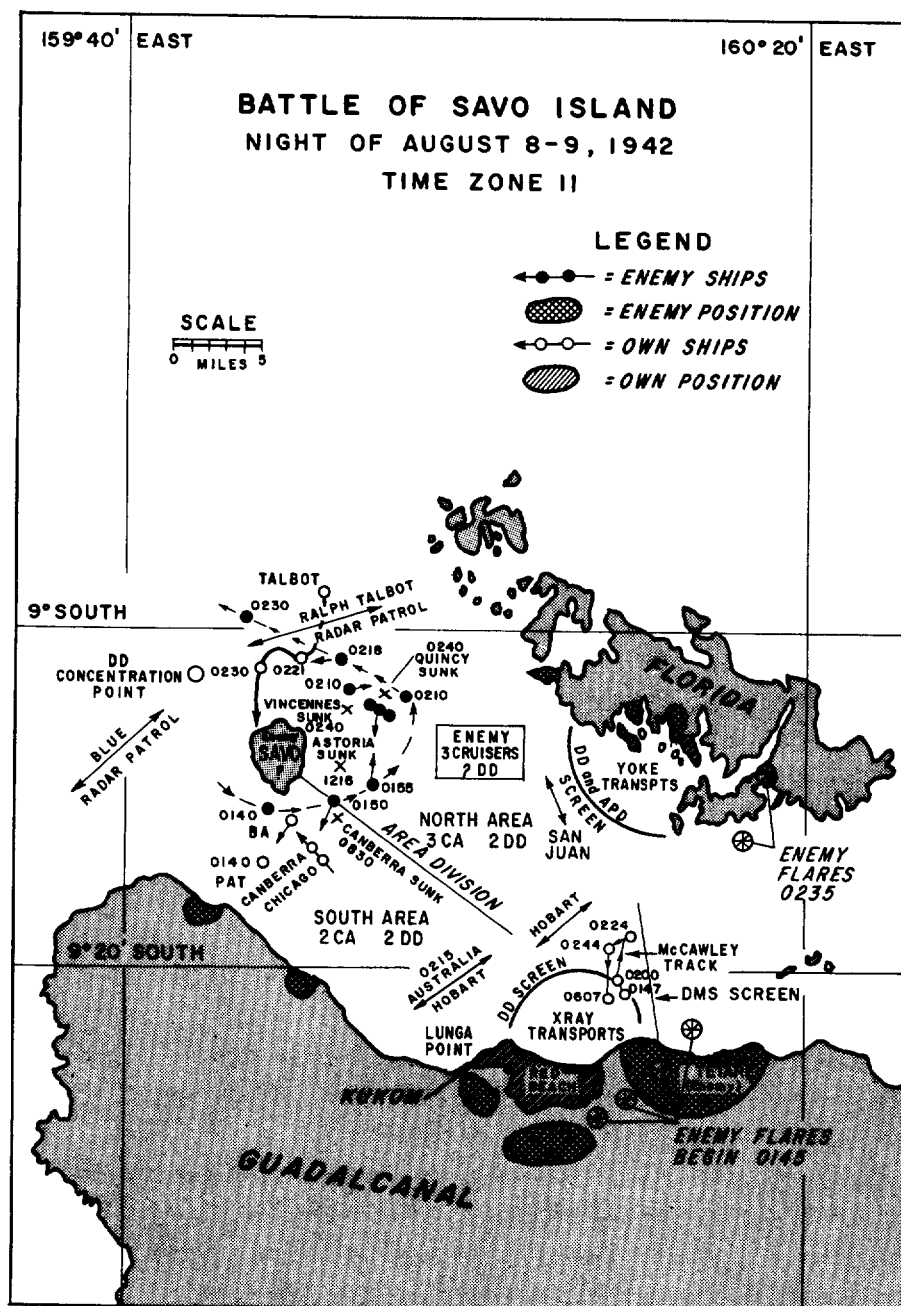 159° 40' EAST
160° 20' EAST
BATTLE OF SAVO ISLAND
NIGHT OF AUGUST 8-9, 1942
TIME ZONE 11
LEGEND
= ENEMY SHIPS
= ENEMY POSITION
= OWN SHIPS
= OWN POSITION
SCALE
0 MILES 5
TALBOT
0230
RALPH TALBOT
RADAR PATROL
9° SOUTH
DD
CONCENTRATION
POINT
0230
0221
0218
0240
QUINCY
SUNK
0210
0210
VINCENNES
SUNK
0240
BLUE
RADAR PATROL
SAVO
ASTORIA
SUNK
1216
ENEMY
3 CRUISERS
? DD
FLORIDA
YOKE
TRANSPTS
DD and APD
SCREEN
0155
0150
0140
BA
0140
PAT
CANBERRA
CHICAGO
CANBERRA SUNK
0830
AREA DIVISION
NORTH AREA
3 CA 2 DD
SAN
JUAN
ENEMY
FLARES
0235
SOUTH AREA
2 CA 2 DD
9° 20' SOUTH
HOBART
0224
0244
McCAWLEY
TRACK
0215
AUSTRALIA
HOBART
DD SCREEN
0200
0147
0607
DMS SCREEN
XRAY
TRANSPORTS
LUNGA
POINT
RED
BEACH
KUKOM
ENEMY FLARES
BEGIN 0145
GUADALCANAL